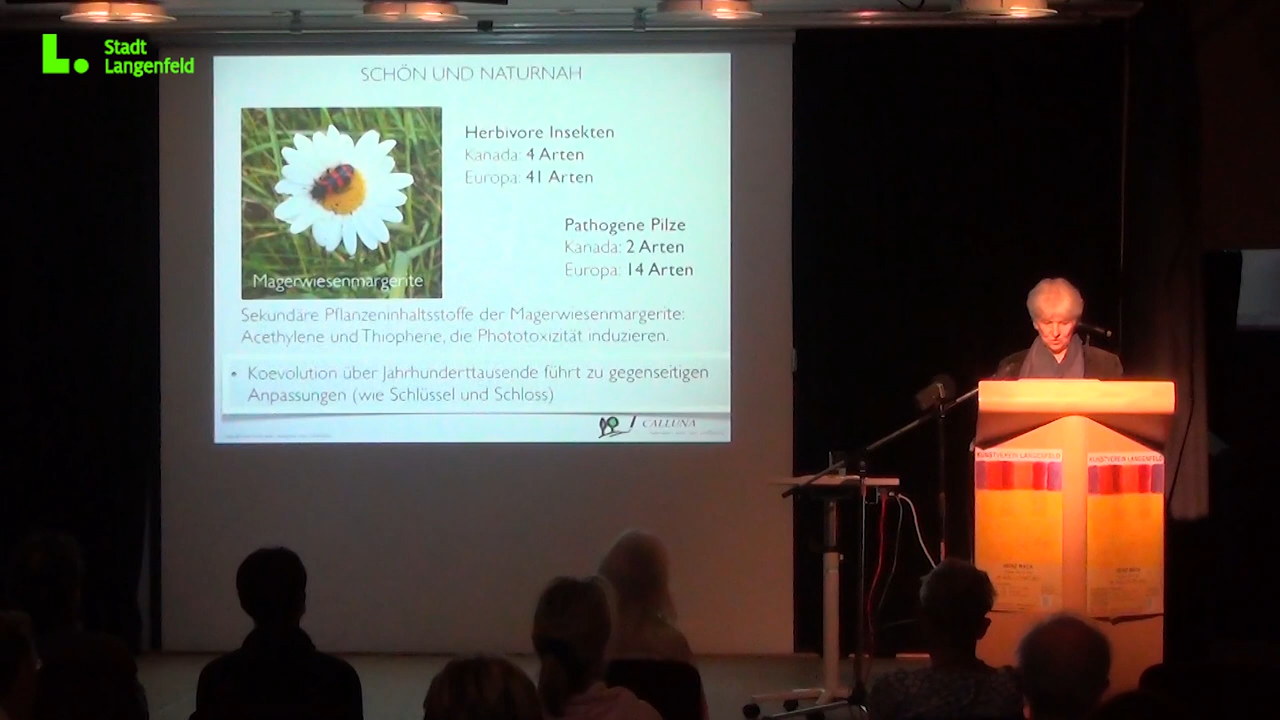 Stadt
Langenfeld
SCHÖN UND NATURNAH
Herbivore Insekten
Kanada: 4 Arten
Europa: 41 Arten
Pathogene Pilze
Kanada: 2 Arten
Europa: 14 Arten
Magerwiesenmargerite
Sekundäre Pflanzeninhaltsstoffe der Magerwiesenmargerite:
Acethylene und Thiophene, die Phototoxizität induzieren.
• Koevolution über Jahrhunderttausende führt zu gegenseitigen
Anpassungen (wie Schlüssel und Schloss)
CALLUNA
KUNSTVEREIN LANGENFELD
KUNSTVEREIN LANGENFELD